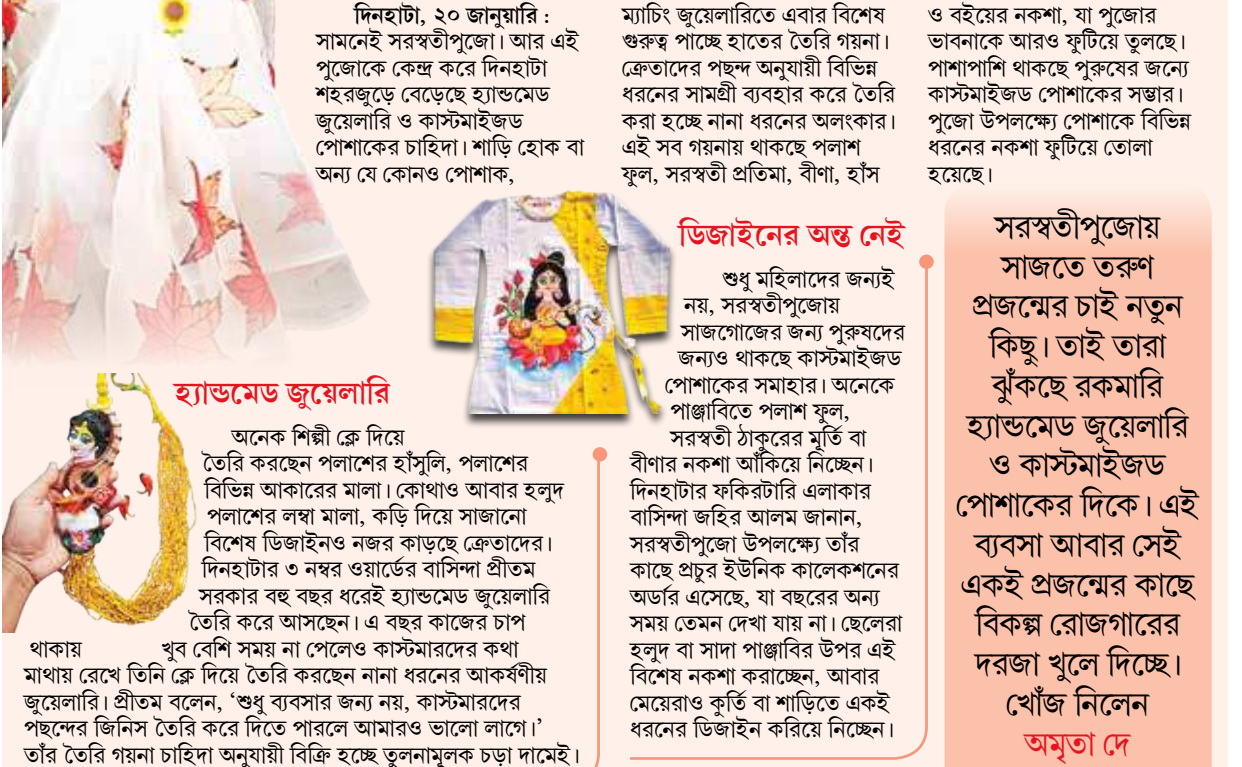 দিনহাটা, ২০ জানুয়ারি :
সামনেই সরস্বতীপুজো। আর এই
পুজোকে কেন্দ্র করে দিনহাটা
শহরজুড়ে বেড়েছে হ্যান্ডমেড
জুয়েলারি ও কাস্টমাইজড
পোশাকের চাহিদা। শাড়ি হোক বা
অন্য যে কোনও পোশাক,
ম্যাচিং জুয়েলারিতে এবার বিশেষ
গুরুত্ব পাচ্ছে হাতের তৈরি গয়না।
ক্রেতাদের পছন্দ অনুযায়ী বিভিন্ন
ধরনের সামগ্রী ব্যবহার করে তৈরি
করা হচ্ছে নানা ধরনের অলংকার।
এই সব গয়নায় থাকছে পলাশ
ফুল, সরস্বতী প্রতিমা, বীণা, হাঁস
ও বইয়ের নকশা, যা পুজোর
ভাবনাকে আরও ফুটিয়ে তুলছে।
পাশাপাশি থাকছে পুরুষের জন্যে
কাস্টমাইজড পোশাকের সম্ভার।
পুজো উপলক্ষ্যে পোশাকে বিভিন্ন
ধরনের নকশা ফুটিয়ে তোলা
হয়েছে।
হ্যান্ডমেড জুয়েলারি
অনেক শিল্পী ক্লে দিয়ে
তৈরি করছেন পলাশের হাঁসুলি, পলাশের
বিভিন্ন আকারের মালা। কোথাও আবার হলুদ
পলাশের লম্বা মালা, কড়ি দিয়ে সাজানো
বিশেষ ডিজাইনও নজর কাড়ছে ক্রেতাদের।
দিনহাটার ৩ নম্বর ওয়ার্ডের বাসিন্দা প্রীতম
সরকার বহু বছর ধরেই হ্যান্ডমেড জুয়েলারি
তৈরি করে আসছেন। এ বছর কাজের চাপ
থাকায় খুব বেশি সময় না পেলেও কাস্টমারদের কথা
মাথায় রেখে তিনি ক্লে দিয়ে তৈরি করছেন নানা ধরনের আকর্ষণীয়
জুয়েলারি। প্রীতম বলেন, ‘শুধু ব্যবসার জন্য নয়, কাস্টমারদের
পছন্দের জিনিস তৈরি করে দিতে পারলে আমারও ভালো লাগে।’
তাঁর তৈরি গয়না চাহিদা অনুযায়ী বিক্রি হচ্ছে তুলনামূলক চড়া দামেই।
ডিজাইনের অন্ত নেই
শুধু মহিলাদের জন্যই
নয়, সরস্বতীপুজোয়
সাজগোজের জন্য পুরুষদের
জন্যও থাকছে কাস্টমাইজড
পোশাকের সমাহার। অনেকে
পাঞ্জাবিতে পলাশ ফুল,
সরস্বতী ঠাকুরের মূর্তি বা
বীণার নকশা আঁকিয়ে নিচ্ছেন।
দিনহাটার ফকিরটারি এলাকার
বাসিন্দা জহির আলম জানান,
সরস্বতীপুজো উপলক্ষ্যে তাঁর
কাছে প্রচুর ইউনিক কালেকশনের
অর্ডার এসেছে, যা বছরের অন্য
সময় তেমন দেখা যায় না। ছেলেরা
হলুদ বা সাদা পাঞ্জাবির উপর এই
বিশেষ নকশা করাচ্ছেন, আবার
মেয়েরাও কুর্তি বা শাড়িতে একই
ধরনের ডিজাইন করিয়ে নিচ্ছেন।
সরস্বতীপুজোয়
সাজতে তরুণ
প্রজন্মের চাই নতুন
কিছু। তাই তারা
ঝুঁকছে রকমারি
হ্যান্ডমেড জুয়েলারি
ও কাস্টমাইজড
পোশাকের দিকে। এই
ব্যবসা আবার সেই
একই প্রজন্মের কাছে
বিকল্প রোজগারের
দরজা খুলে দিচ্ছে।
খোঁজ নিলেন
অমৃতা দে